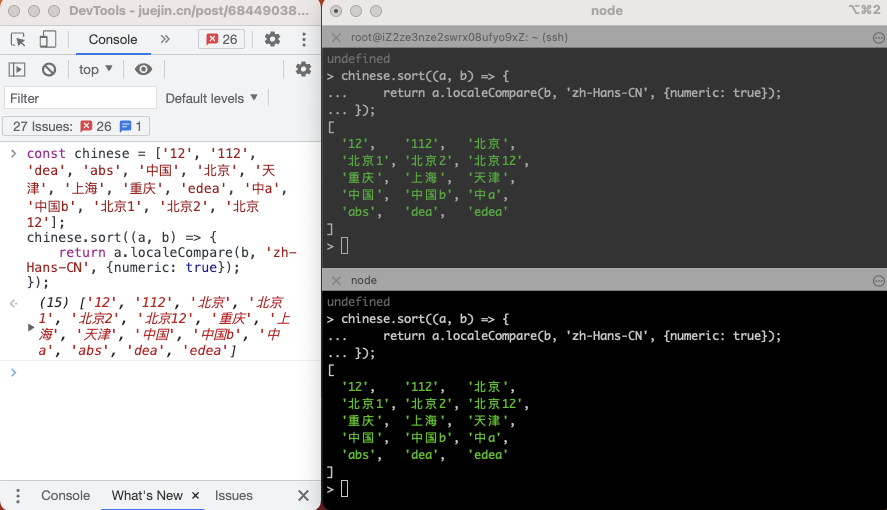 DevTools - juejin.cn/post/68449038...
Console
26
top
Filter
Default levels
27 Issues: 26 1
> const chinese = ['12', '112',
'dea', 'abs', '中国', '北京', '天
津', '上海', '重庆', 'edea', '中a',
'中国b', '北京1', '北京2', '北京
12'];
chinese.sort((a, b) => {
    return a.localeCompare(b, 'zh-
Hans-CN', {numeric: true});
});
(15) ['12', '112', '北京', '北京
1', '北京2', '北京12', '重庆', '上
海', '天津', '中国', '中国b', '中
a', 'abs', 'dea', 'edea']
>
Console What's New × Issues
node
⌥⌘2
root@iZ2ze3nze2swrx08ufyo9xZ: ~ (ssh)
undefined
> chinese.sort((a, b) => {
...     return a.localeCompare(b, 'zh-Hans-CN', {numeric: true});
... });
[
  '12',    '112',   '北京',
  '北京1', '北京2', '北京12',
  '重庆',  '上海',  '天津',
  '中国',  '中国b', '中a',
  'abs',   'dea',   'edea'
]
>
node
undefined
> chinese.sort((a, b) => {
...     return a.localeCompare(b, 'zh-Hans-CN', {numeric: true});
... });
[
  '12',    '112',   '北京',
  '北京1', '北京2', '北京12',
  '重庆',  '上海',  '天津',
  '中国',  '中国b', '中a',
  'abs',   'dea',   'edea'
]
>